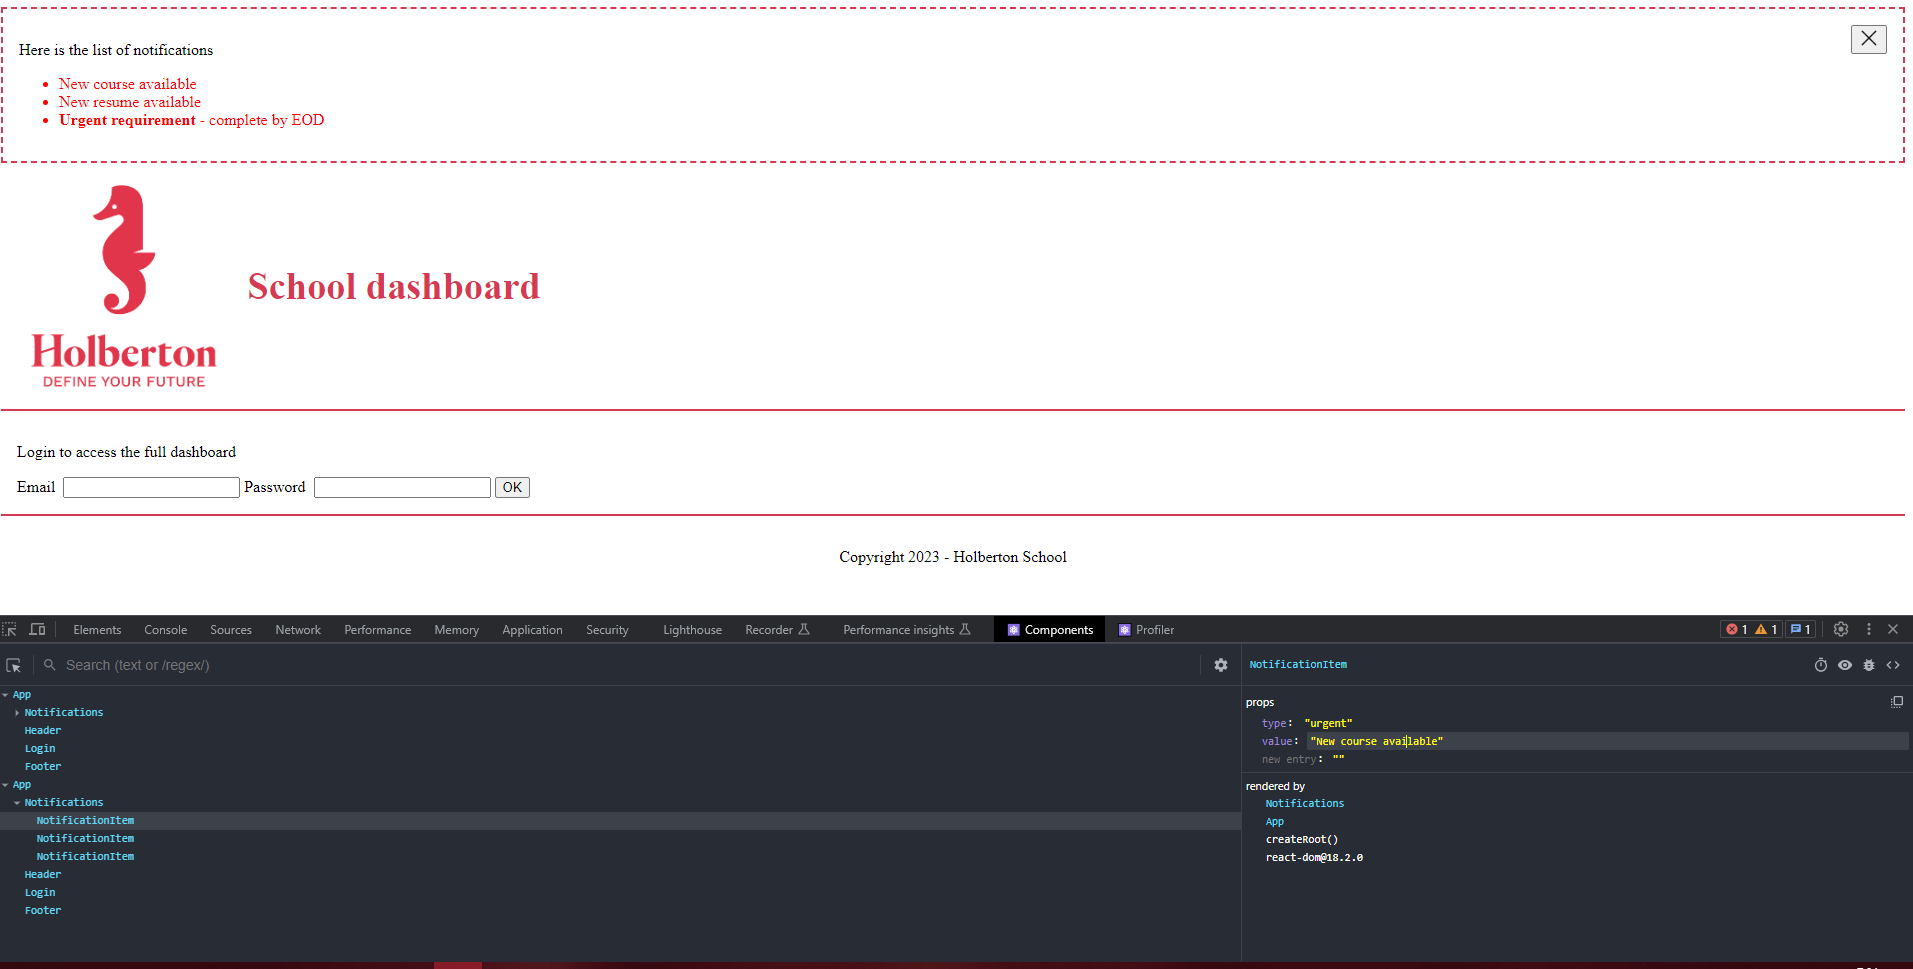 Here is the list of notifications
New course available
New resume available
Urgent requirement - complete by EOD
Holberton
DEFINE YOUR FUTURE
School dashboard
Login to access the full dashboard
Email Password OK
Copyright 2023 - Holberton School
Elements Console Sources Network Performance Memory Application Security Lighthouse Recorder Performance insights Components Profiler 1 1 1
Search (text or /regex/)
App
Notifications
Header
Login
Footer
App
Notifications
NotificationItem
NotificationItem
NotificationItem
Header
Login
Footer
NotificationItem
props
type: "urgent"
value: "New course available"
new entry: ""
rendered by
Notifications
App
createRoot()
react-dom@18.2.0